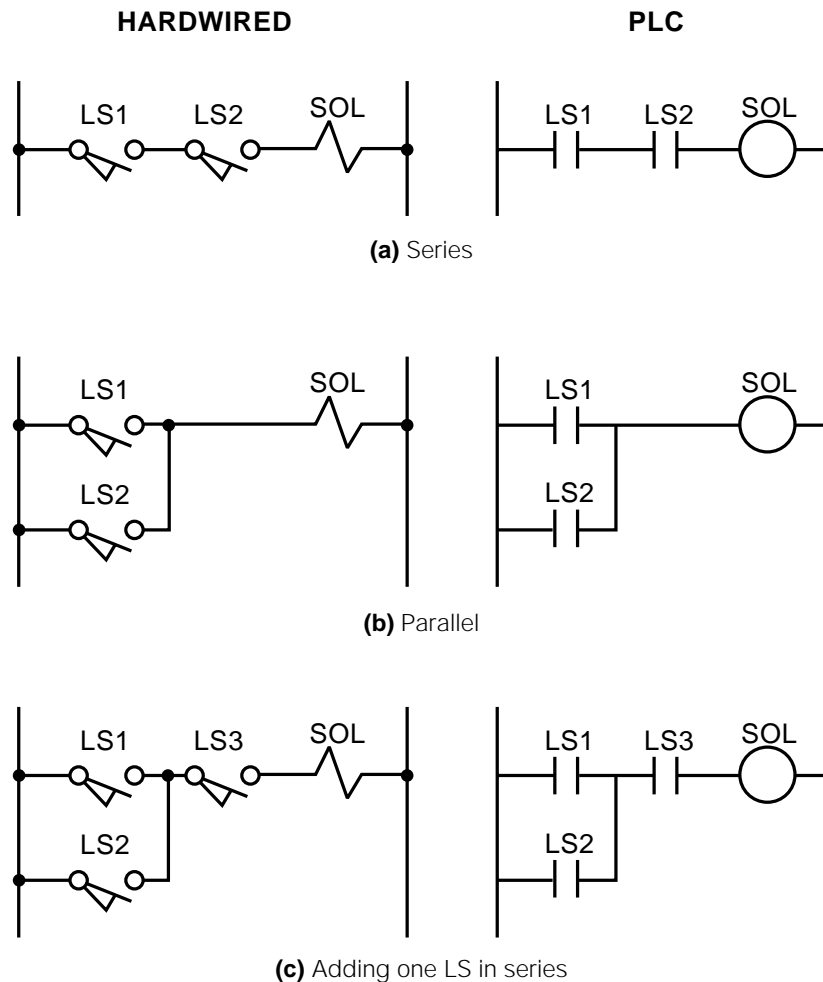 HARDWIRED PLC
LS1 LS2 SOL LS1 LS2 SOL
(a) Series
LS1 SOL LS1 SOL
LS2 LS2
(b) Parallel
LS1 LS3 SOL LS1 LS3 SOL
LS2 LS2
(c) Adding one LS in series